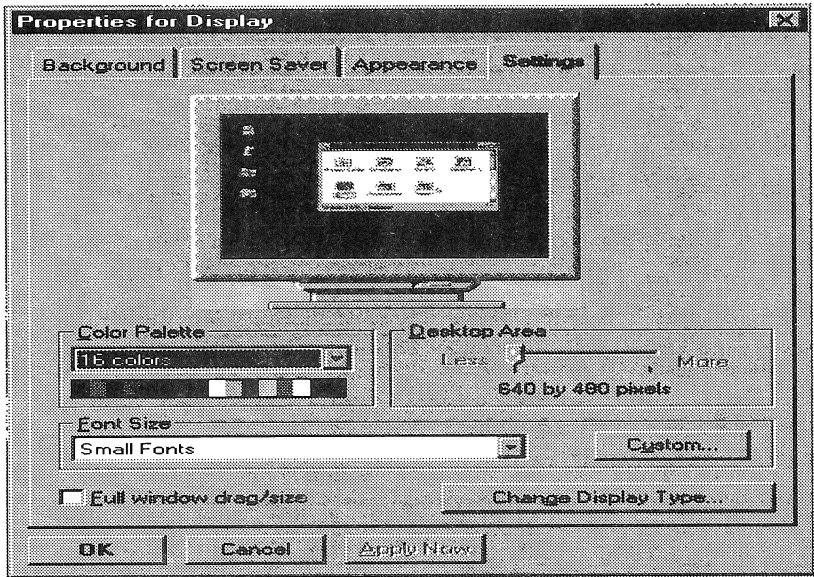 Properties for Display
Background Screen Saver Appearance Settings
Color Palette
16 colors
Desktop Area
Less More
640 by 480 pixels
Font Size
Small Fonts
Custom...
Full window drag/size
Change Display Type...
OK Cancel Apply Now